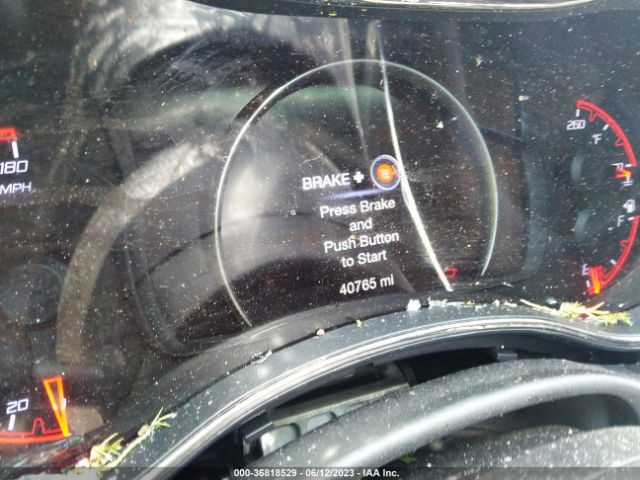 180
MPH
20
BRAKE +
Press Brake
and
Push Button
to Start
40765 mi
260
°F
F
E
000-36818529 - 06/12/2023 - IAA Inc.